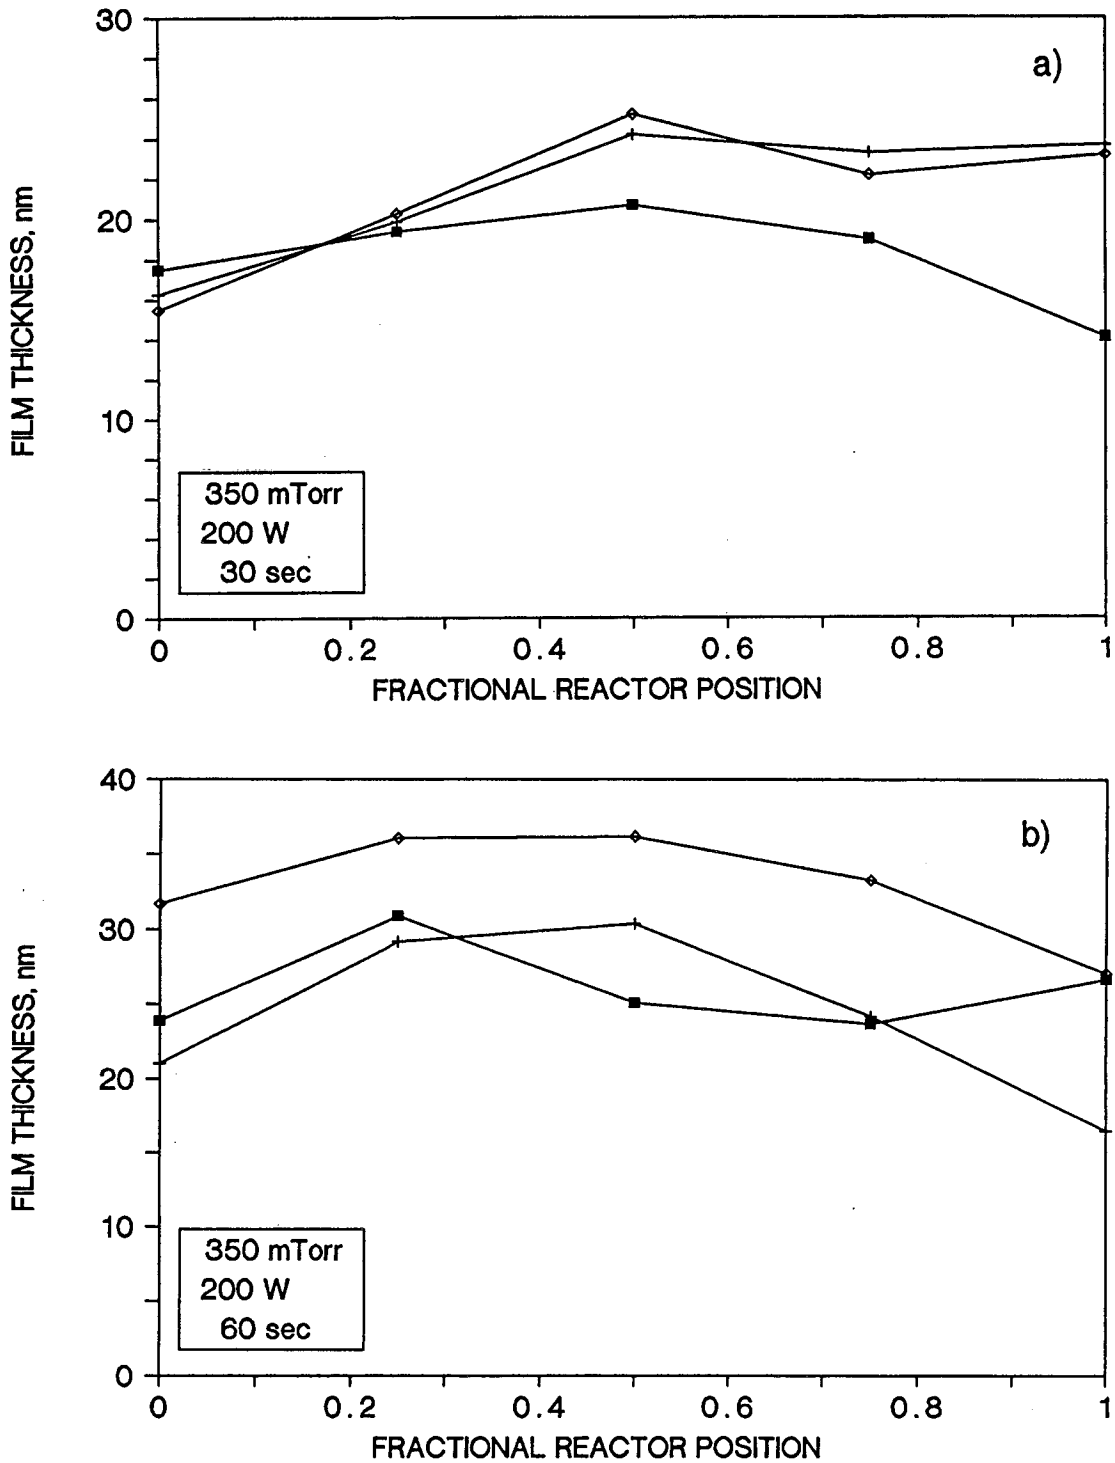 30
a)
20
10
0
FILM THICKNESS, nm
350 mTorr
200 W
30 sec
0 0.2 0.4 0.6 0.8 1
FRACTIONAL REACTOR POSITION
40
b)
30
20
10
0
FILM THICKNESS, nm
350 mTorr
200 W
60 sec
0 0.2 0.4 0.6 0.8 1
FRACTIONAL REACTOR POSITION